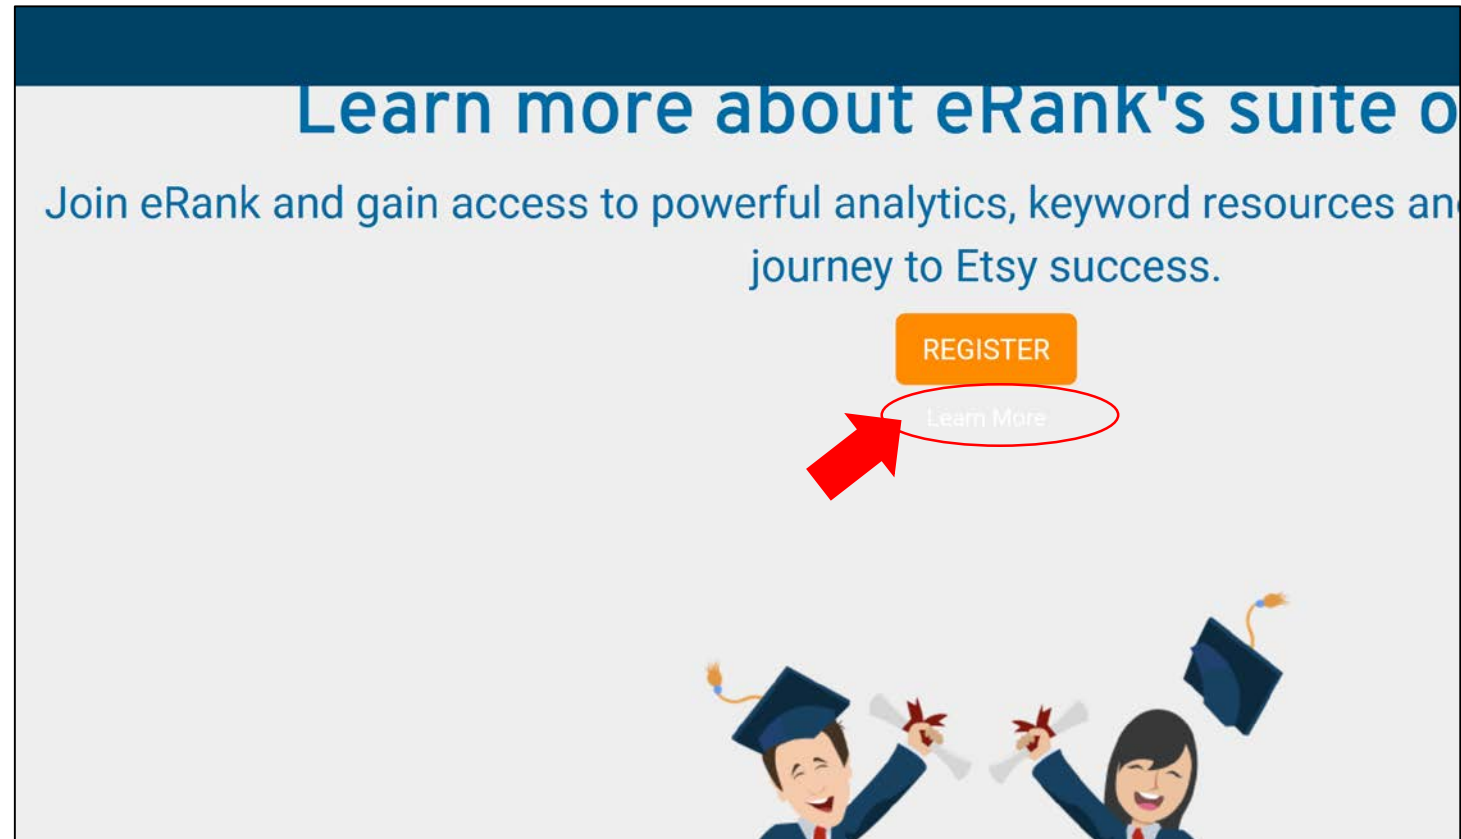 Learn more about eRank's suite o
Join eRank and gain access to powerful analytics, keyword resources an
journey to Etsy success.
REGISTER
Learn More